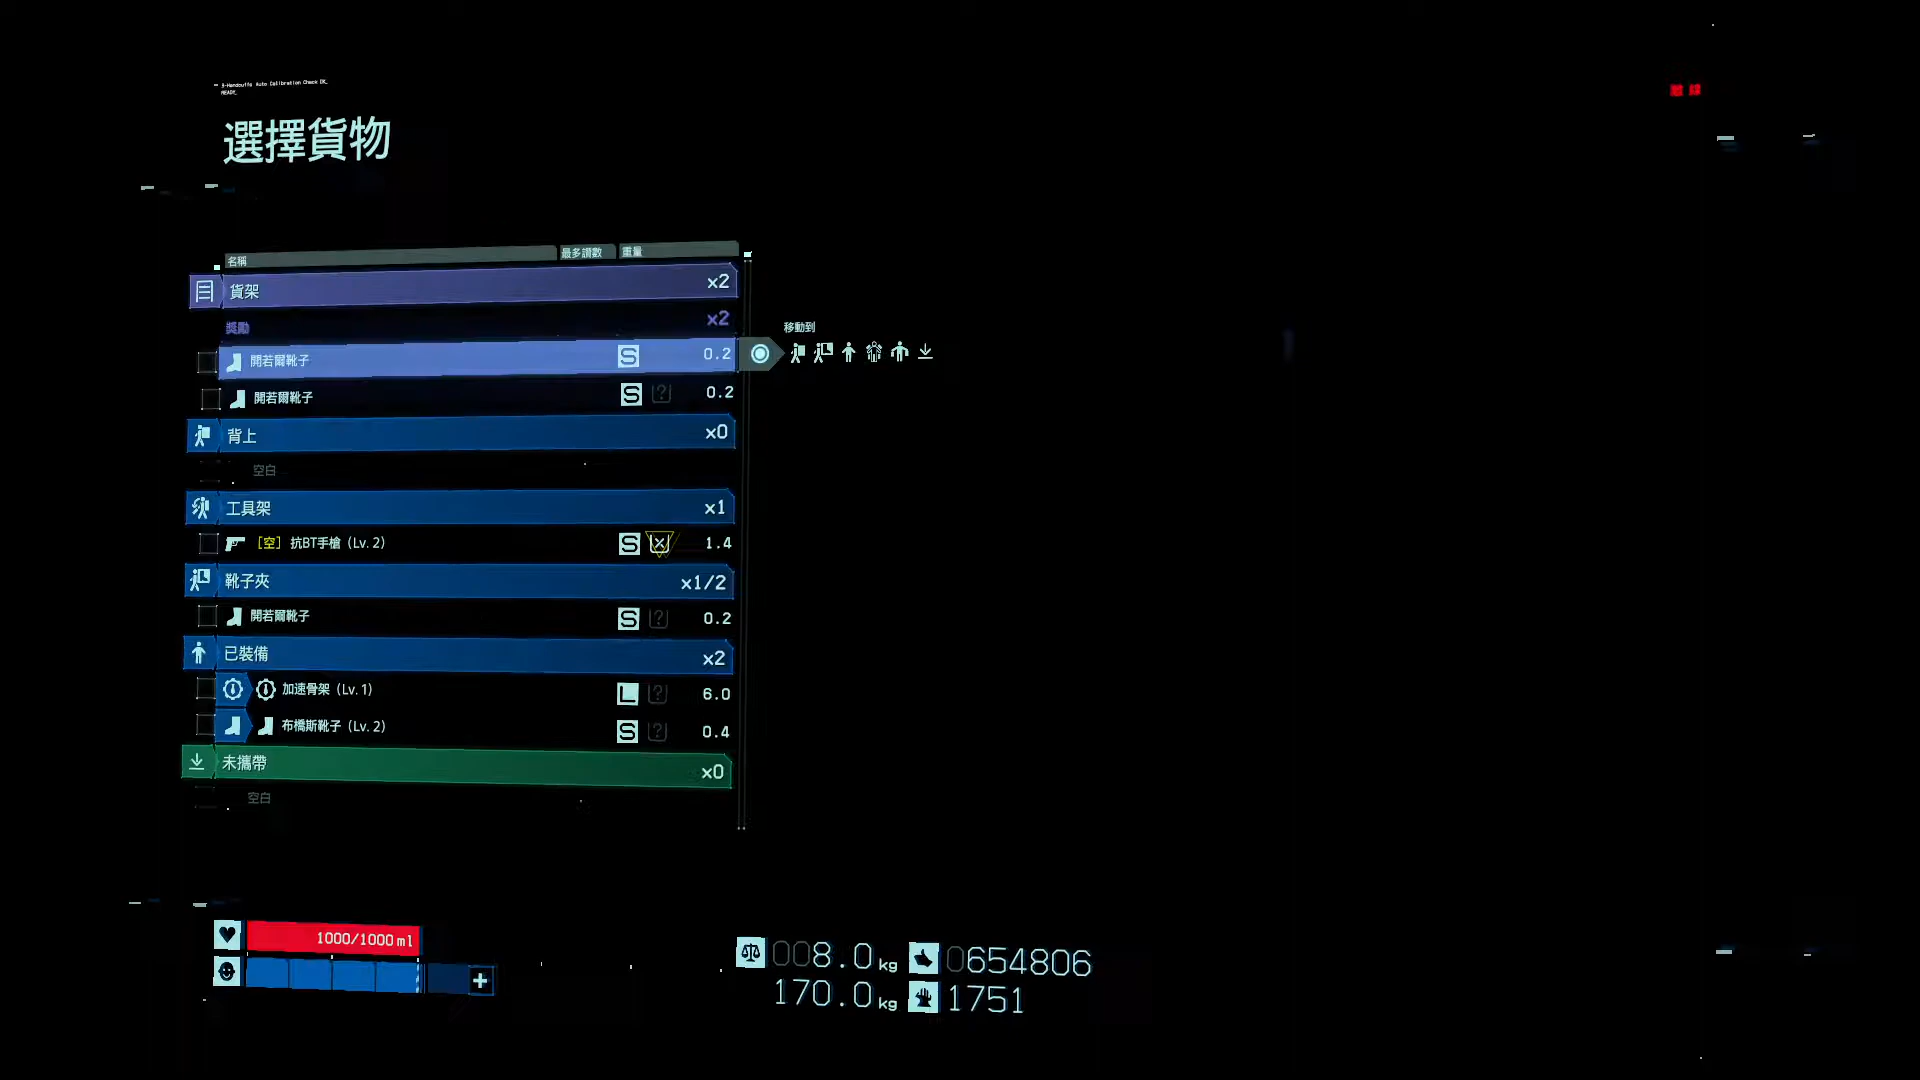 READY.
選擇貨物
名稱 最多讚數 重量
貨架 x2
獎勵 x2
開若爾靴子 S 0.2
移動到
開若爾靴子 S ? 0.2
背上 x0
空白
工具架 x1
[空] 抗BT手槍 (Lv. 2) S 1.4
靴子夾 x1/2
開若爾靴子 S ? 0.2
已裝備 x2
加速骨架 (Lv. 1) L ? 6.0
布橋斯靴子 (Lv. 2) S ? 0.4
未攜帶 x0
空白
1000/1000 ml
008.0 kg 0654806
170.0 kg 1751